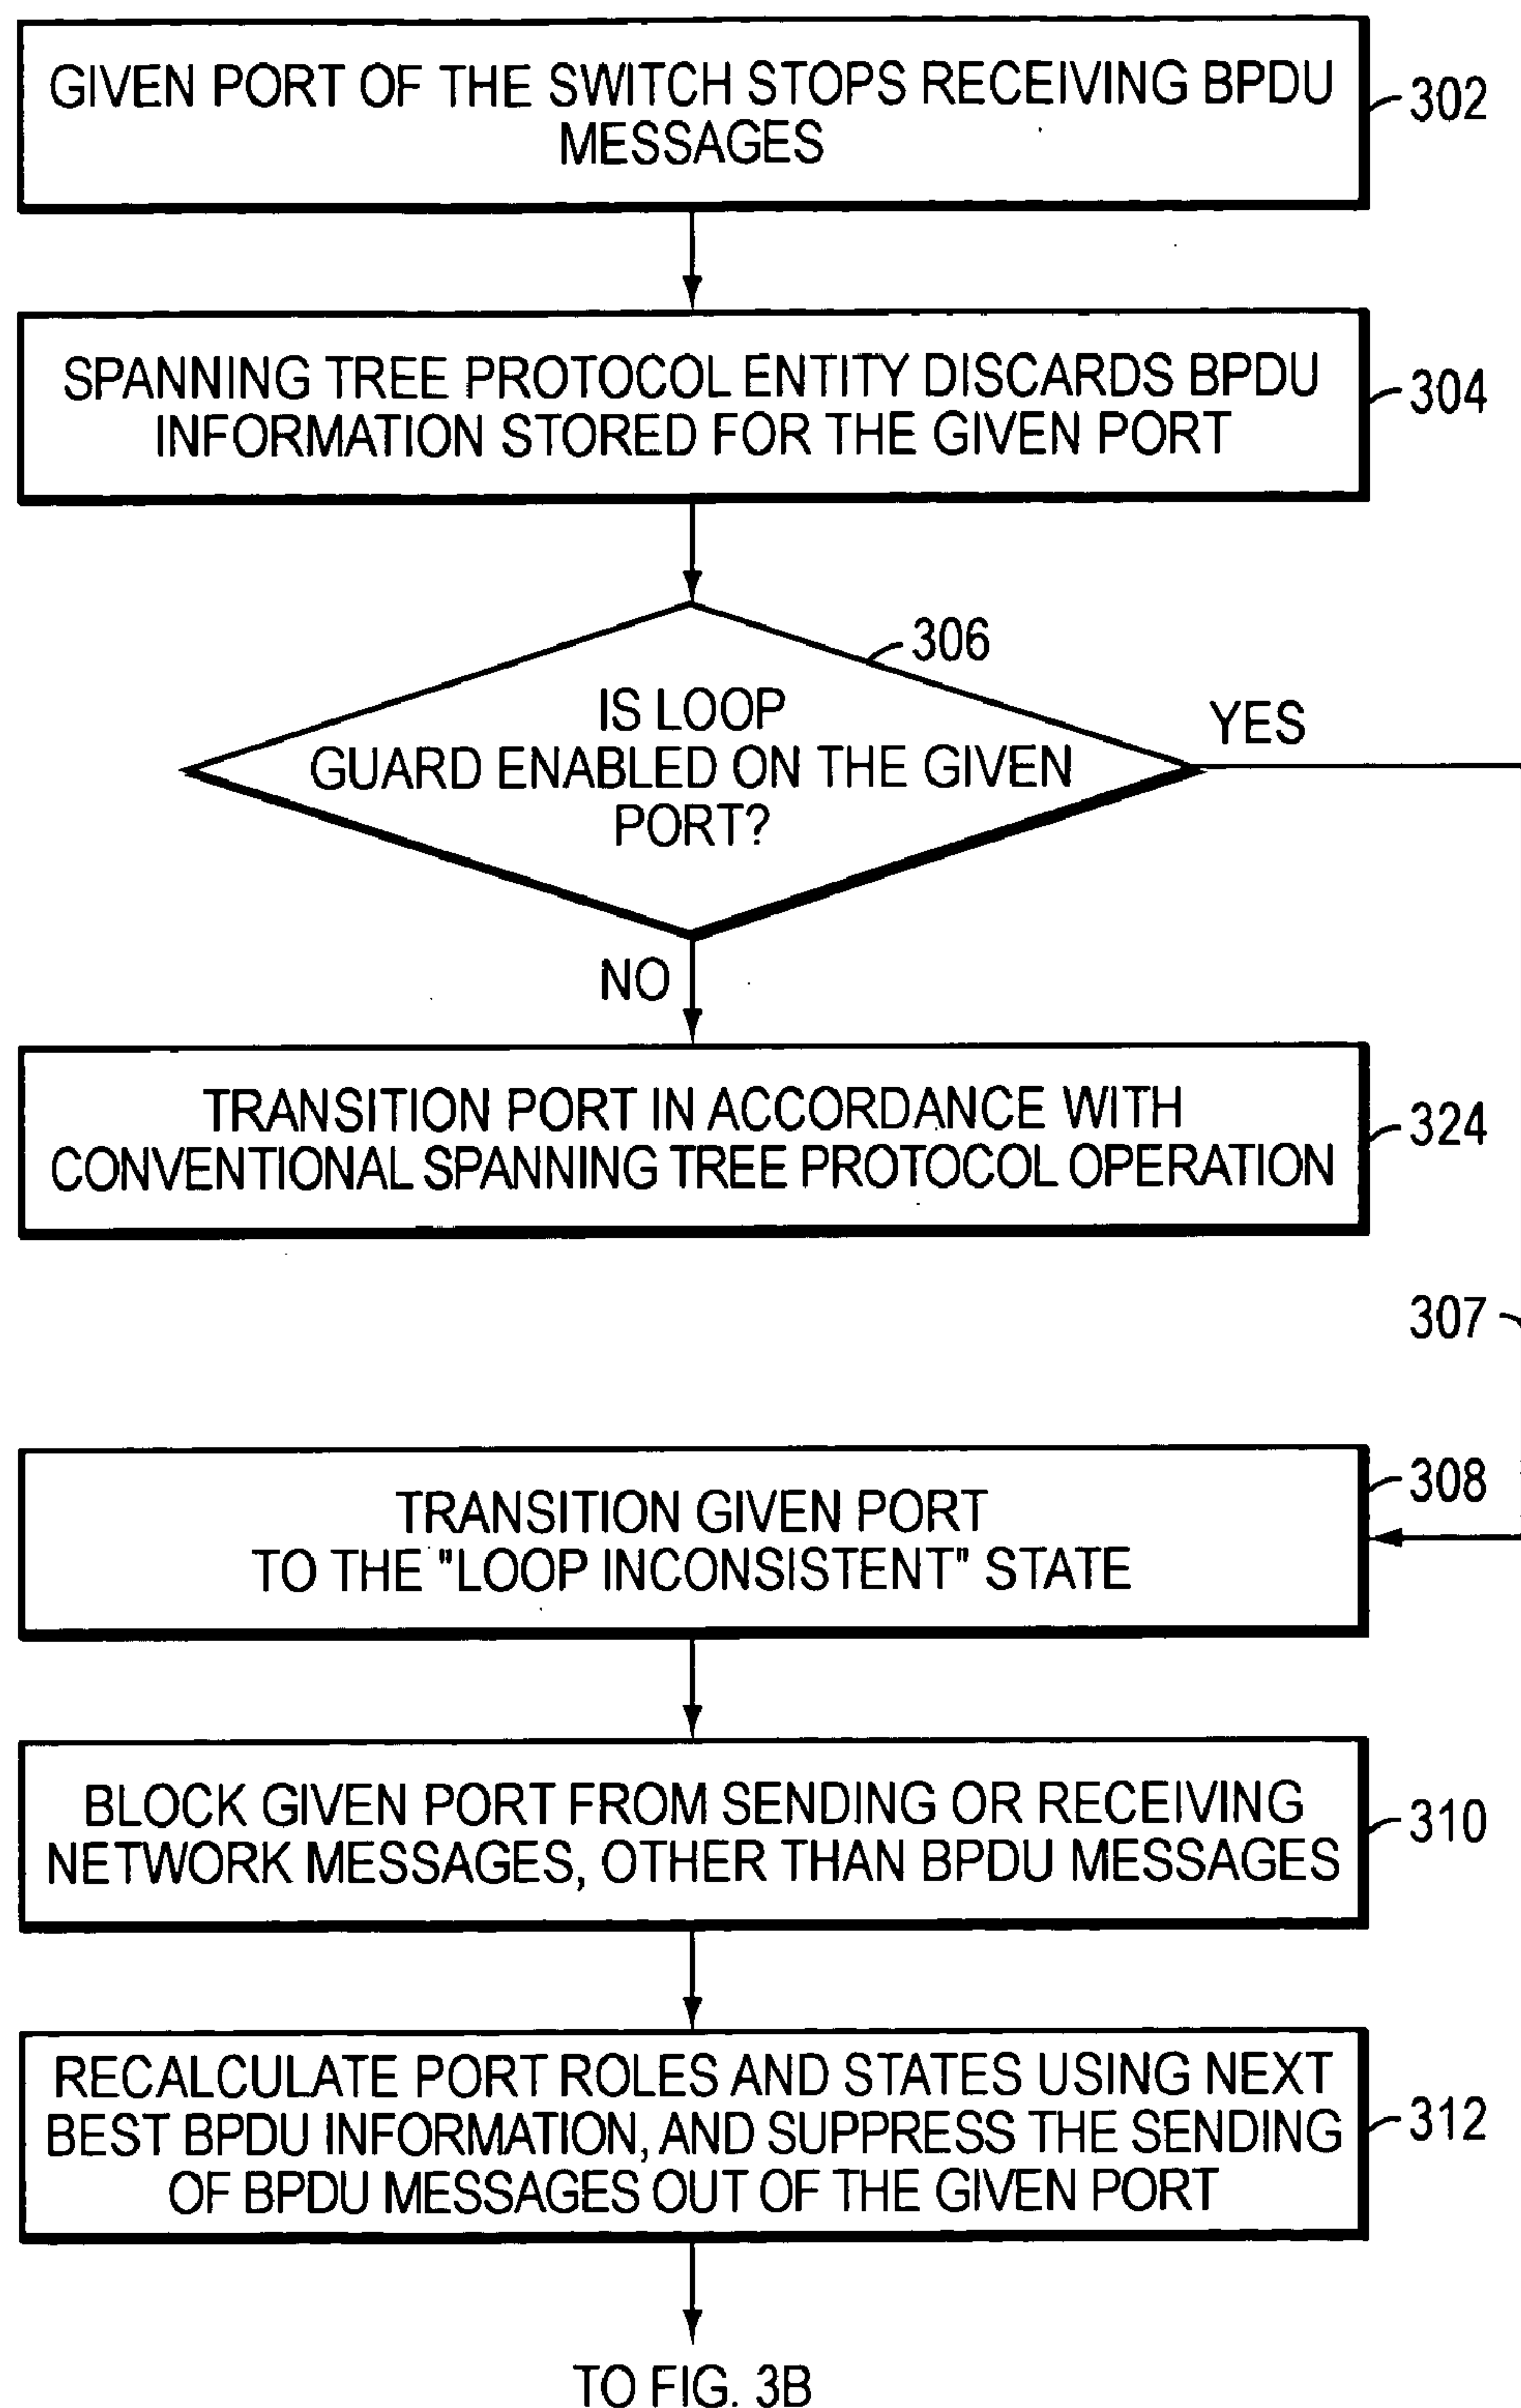 GIVEN PORT OF THE SWITCH STOPS RECEIVING BPDU
MESSAGES
302
SPANNING TREE PROTOCOL ENTITY DISCARDS BPDU
INFORMATION STORED FOR THE GIVEN PORT
304
306
IS LOOP
GUARD ENABLED ON THE GIVEN
PORT?
YES
NO
TRANSITION PORT IN ACCORDANCE WITH
CONVENTIONAL SPANNING TREE PROTOCOL OPERATION
324
307
TRANSITION GIVEN PORT
TO THE "LOOP INCONSISTENT" STATE
308
BLOCK GIVEN PORT FROM SENDING OR RECEIVING
NETWORK MESSAGES, OTHER THAN BPDU MESSAGES
310
RECALCULATE PORT ROLES AND STATES USING NEXT
BEST BPDU INFORMATION, AND SUPPRESS THE SENDING
OF BPDU MESSAGES OUT OF THE GIVEN PORT
312
TO FIG. 3B